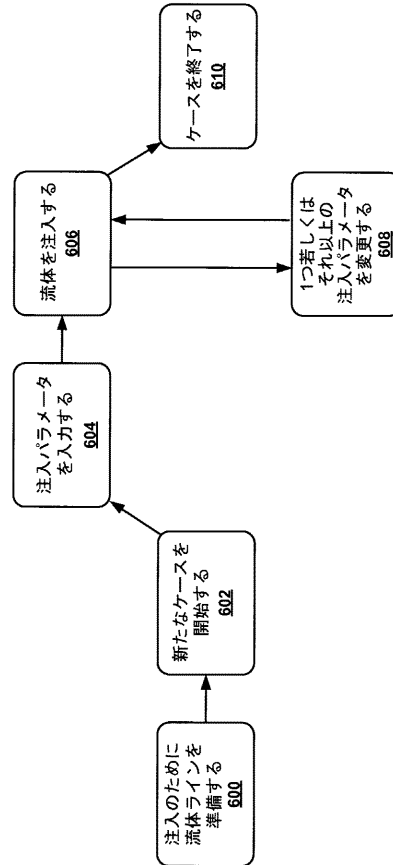 注入のために
流体ラインを
準備する
600
新たなケースを
開始する
602
注入パラメータ
を入力する
604
流体を注入する
606
1つ若しくは
それ以上の
注入パラメータ
を変更する
608
ケースを終了する
610